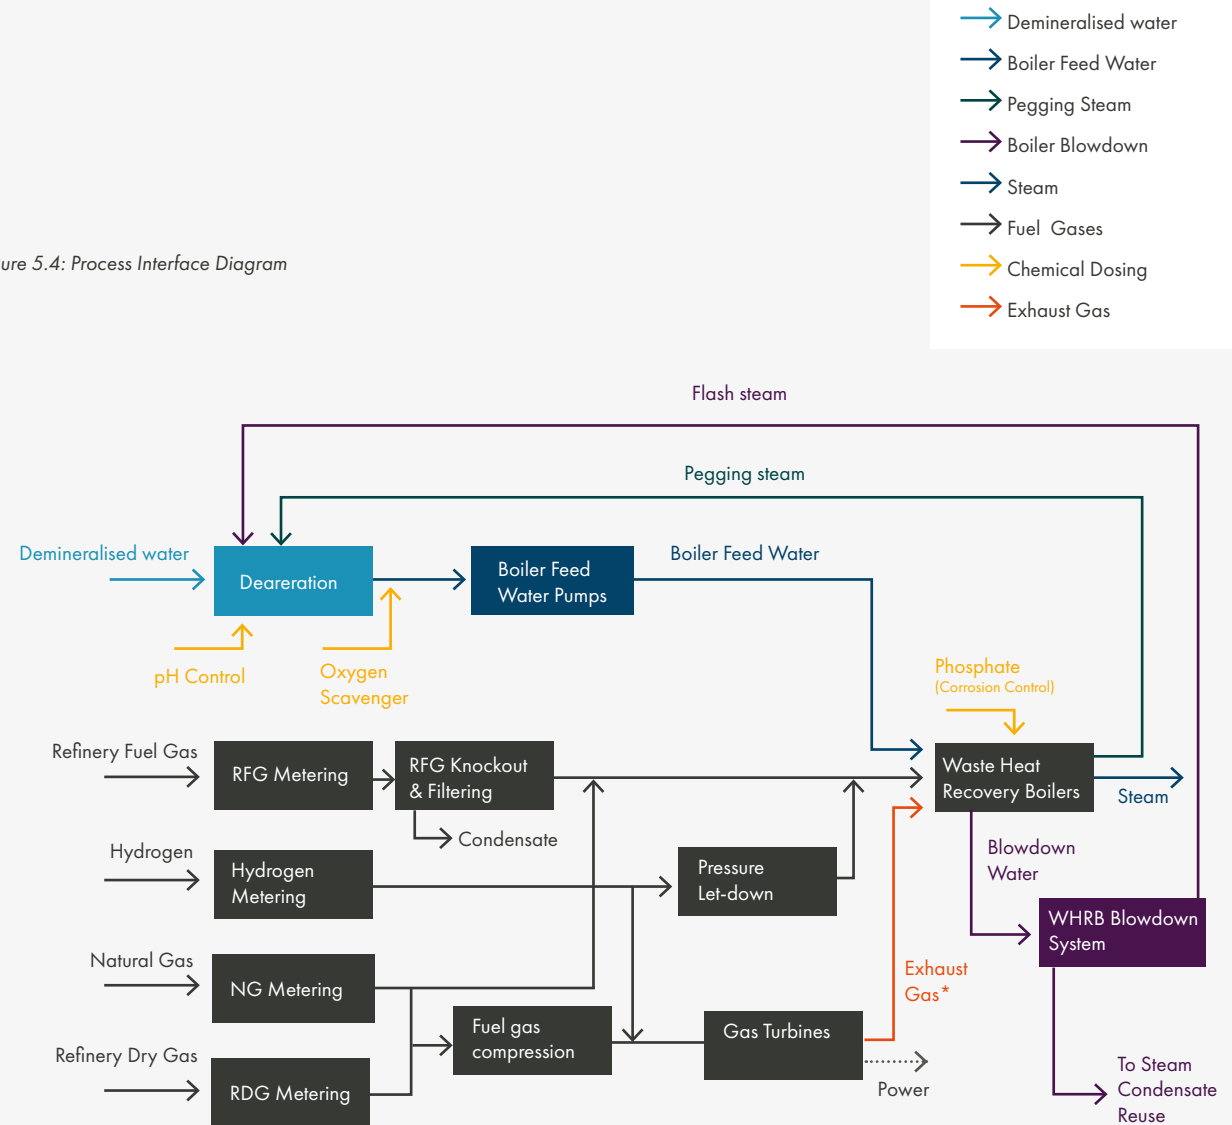 Demineralised water
Boiler Feed Water
Pegging Steam
Boiler Blowdown
Steam
Fuel Gases
Chemical Dosing
Exhaust Gas
ure 5.4: Process Interface Diagram
Flash steam
Pegging steam
Demineralised water
Deareration
Boiler Feed
Water Pumps
Boiler Feed Water
pH Control
Oxygen
Scavenger
Phosphate
(Corrosion Control)
Refinery Fuel Gas
RFG Metering
RFG Knockout
& Filtering
Waste Heat
Recovery Boilers
Steam
Condensate
Hydrogen
Hydrogen
Metering
Pressure
Let-down
Blowdown
Water
WHRB Blowdown
System
Natural Gas
NG Metering
Exhaust
Gas*
Fuel gas
compression
Gas Turbines
Refinery Dry Gas
RDG Metering
Power
To Steam
Condensate
Reuse